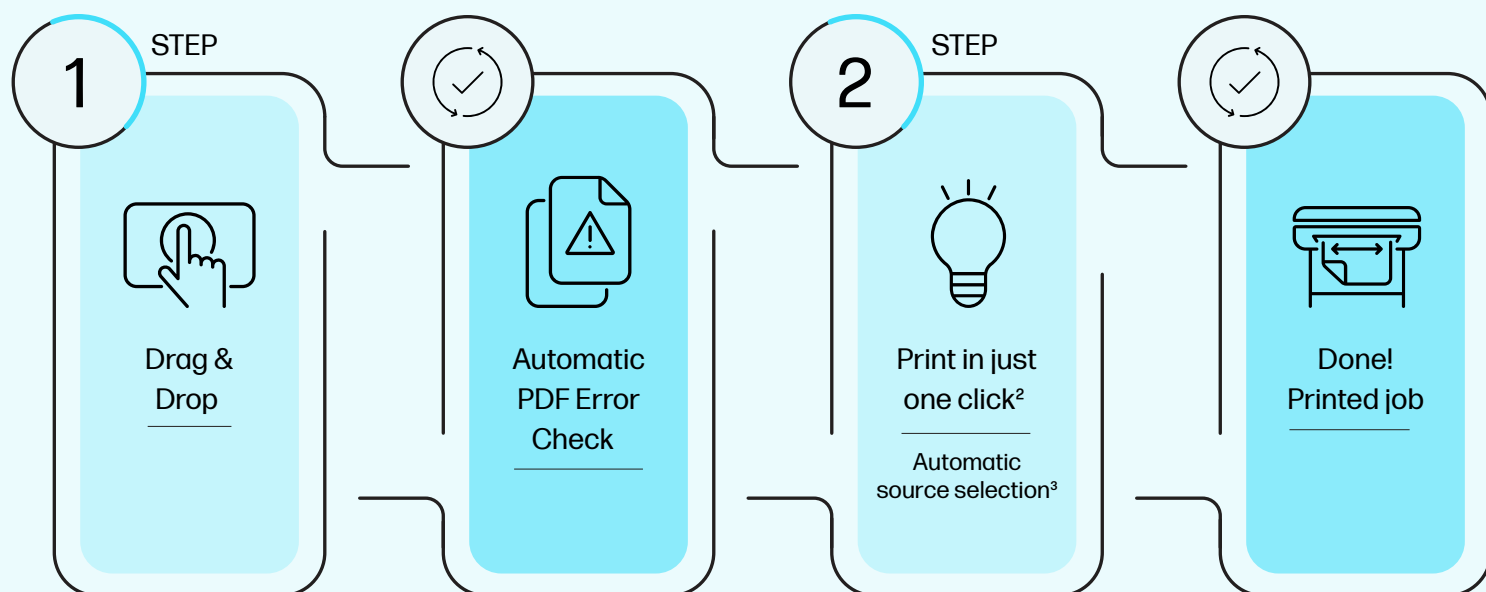 1
STEP
Drag &
Drop
Automatic
PDF Error
Check
2
STEP
Print in just
one click²
Automatic
source selection³
Done!
Printed job